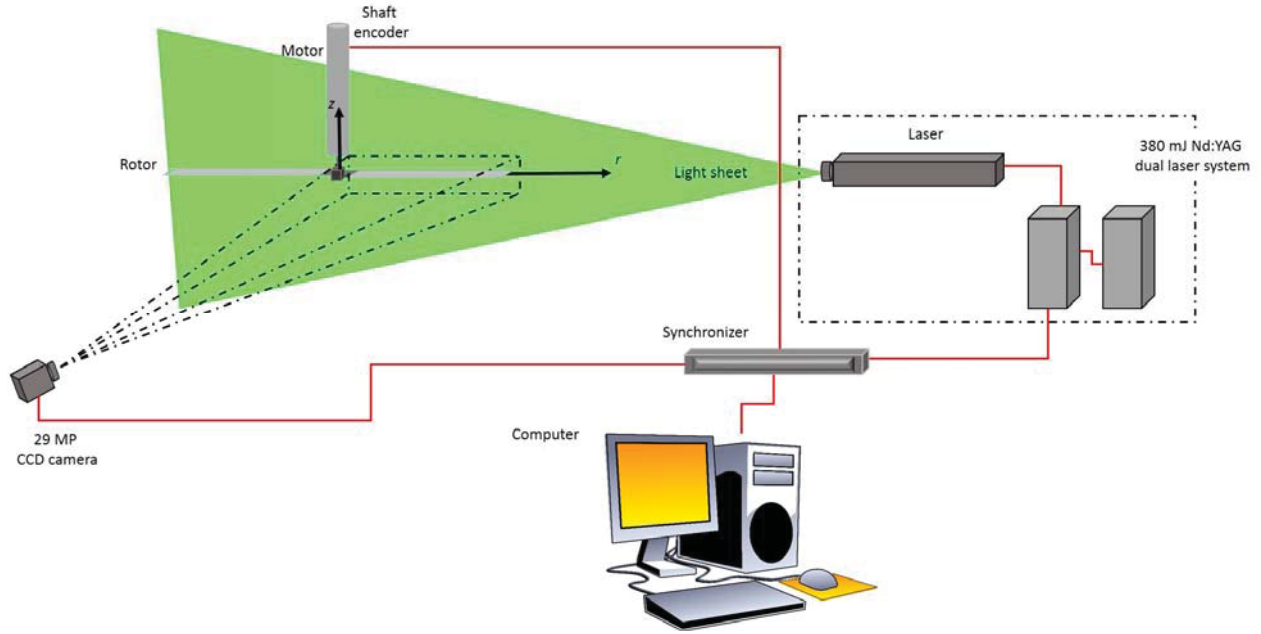 Shaft
encoder
Motor
z
Rotor
r
Light sheet
Laser
380 mJ Nd:YAG
dual laser system
Synchronizer
29 MP
CCD camera
Computer